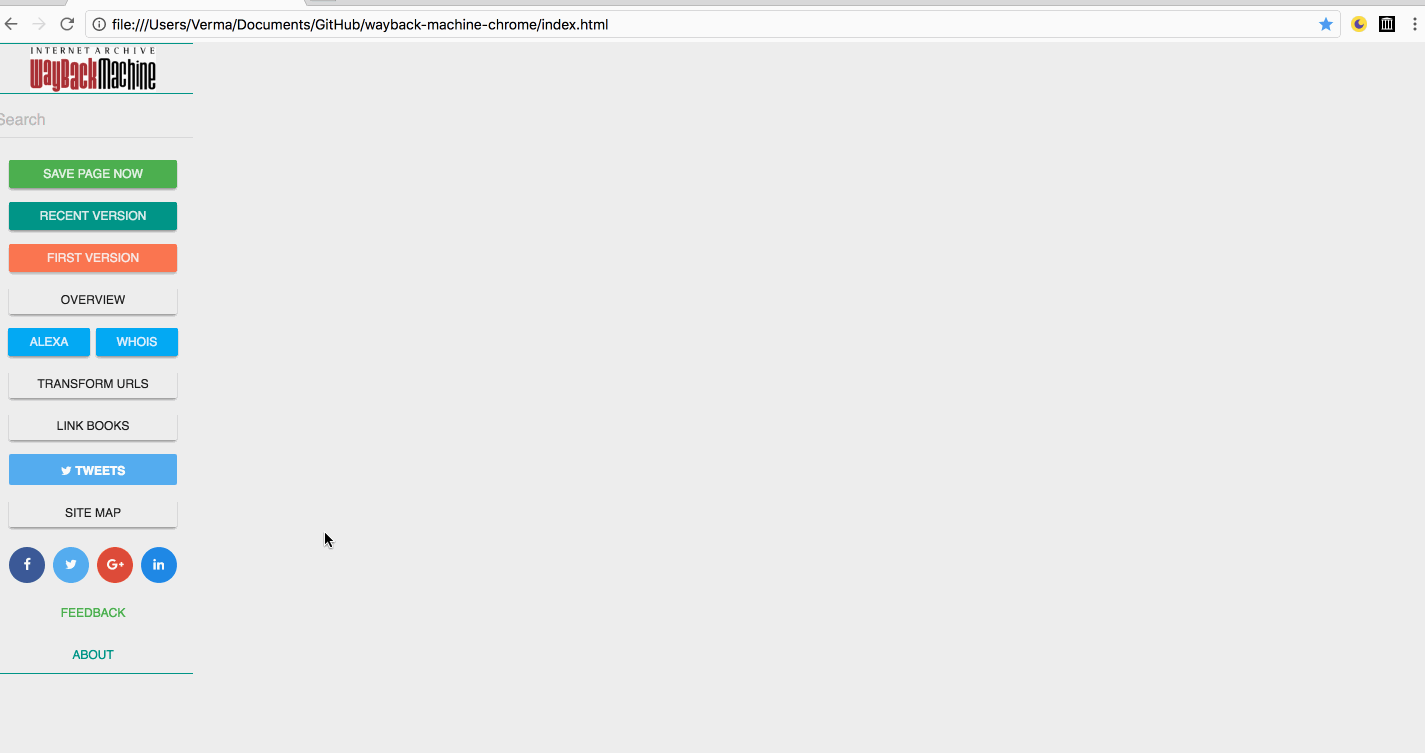 file:///Users/Verma/Documents/GitHub/wayback-machine-chrome/index.html
INTERNET ARCHIVE
WayBackMachine
Search
SAVE PAGE NOW
RECENT VERSION
FIRST VERSION
OVERVIEW
ALEXA WHOIS
TRANSFORM URLS
LINK BOOKS
TWEETS
SITE MAP
f G+ in
FEEDBACK
ABOUT